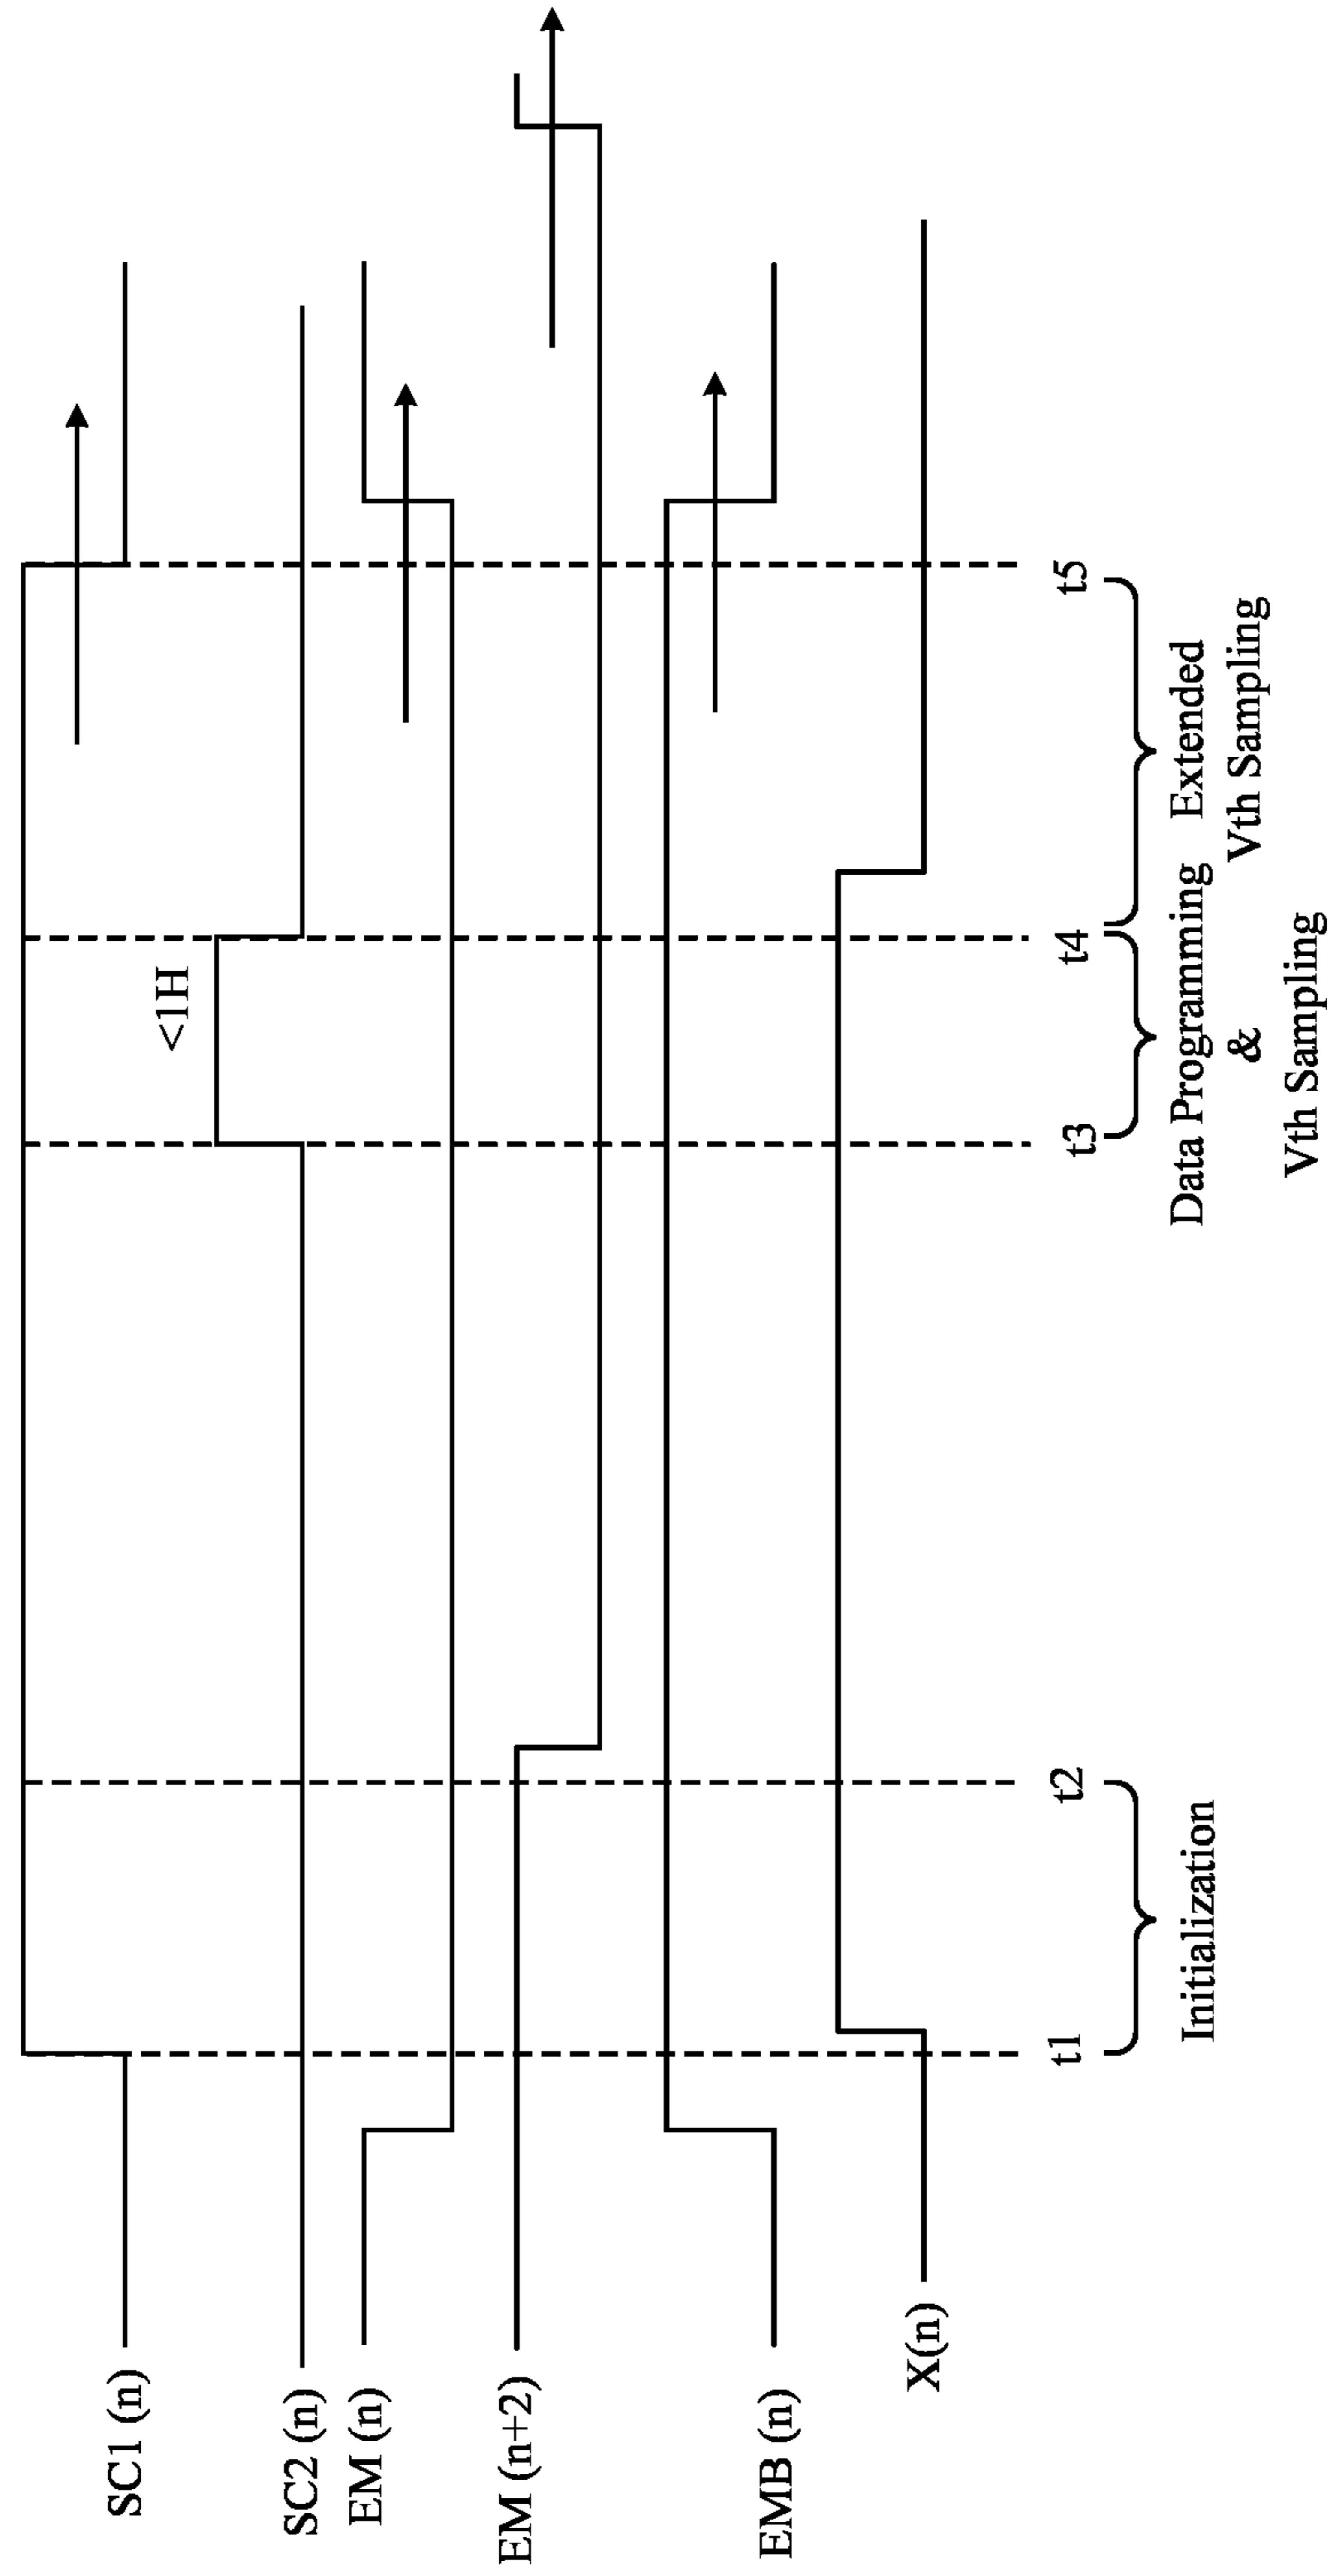 SC1 (n)
<1H
SC2 (n)
EM (n)
EM (n+2)
EMB (n)
X(n)
t1
t2
t3
t4
t5
Initialization
Data Programming
&
Vth Sampling
Extended
Vth Sampling